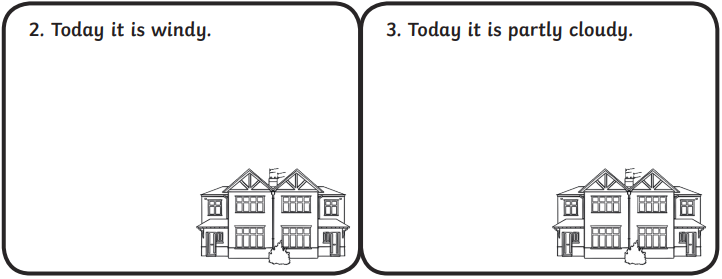 2. Today it is windy.
3. Today it is partly cloudy.